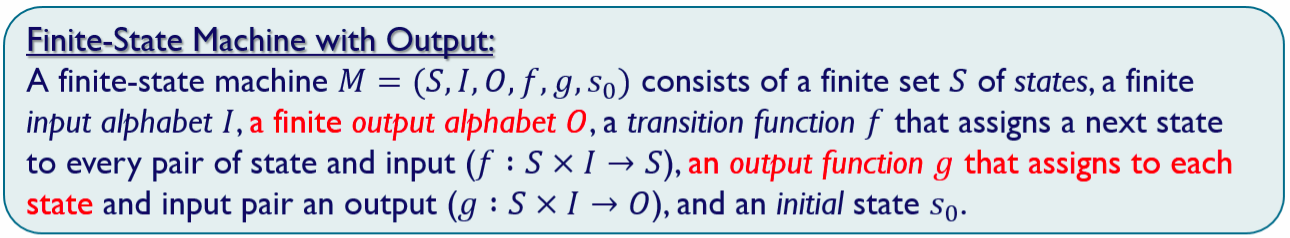 Finite-State Machine with Output:
A finite-state machine M = (S, I, O, f, g, s₀) consists of a finite set S of states, a finite
input alphabet I, a finite output alphabet O, a transition function f that assigns a next state
to every pair of state and input (f : S × I → S), an output function g that assigns to each
state and input pair an output (g : S × I → O), and an initial state s₀.